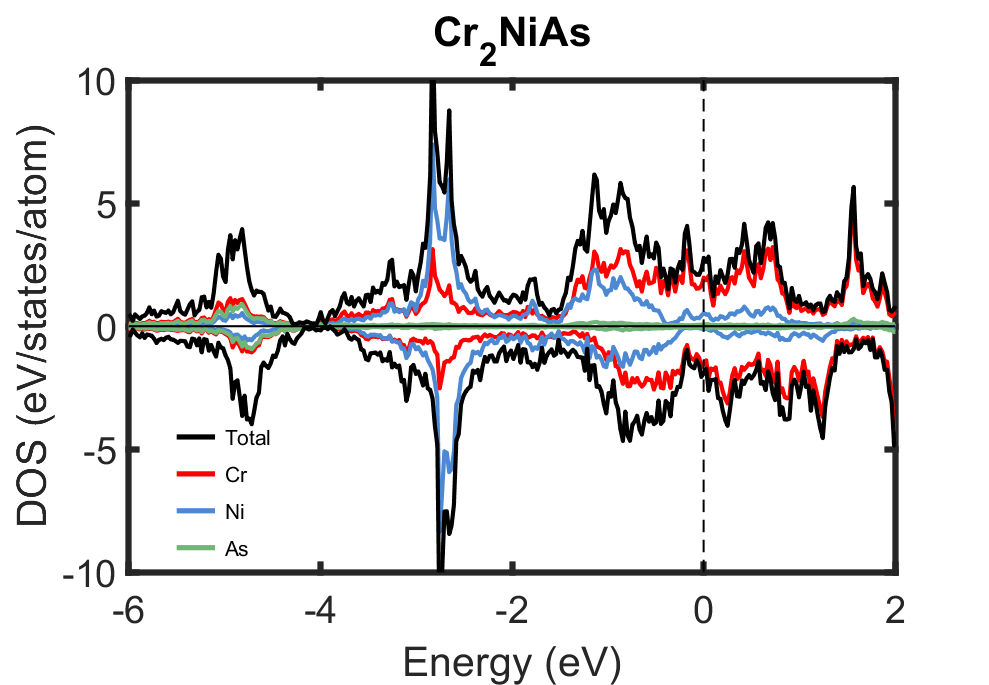 Cr2NiAs
10
5
0
-5
-10
DOS (eV/states/atom)
Total
Cr
Ni
As
-6 -4 -2 0 2
Energy (eV)